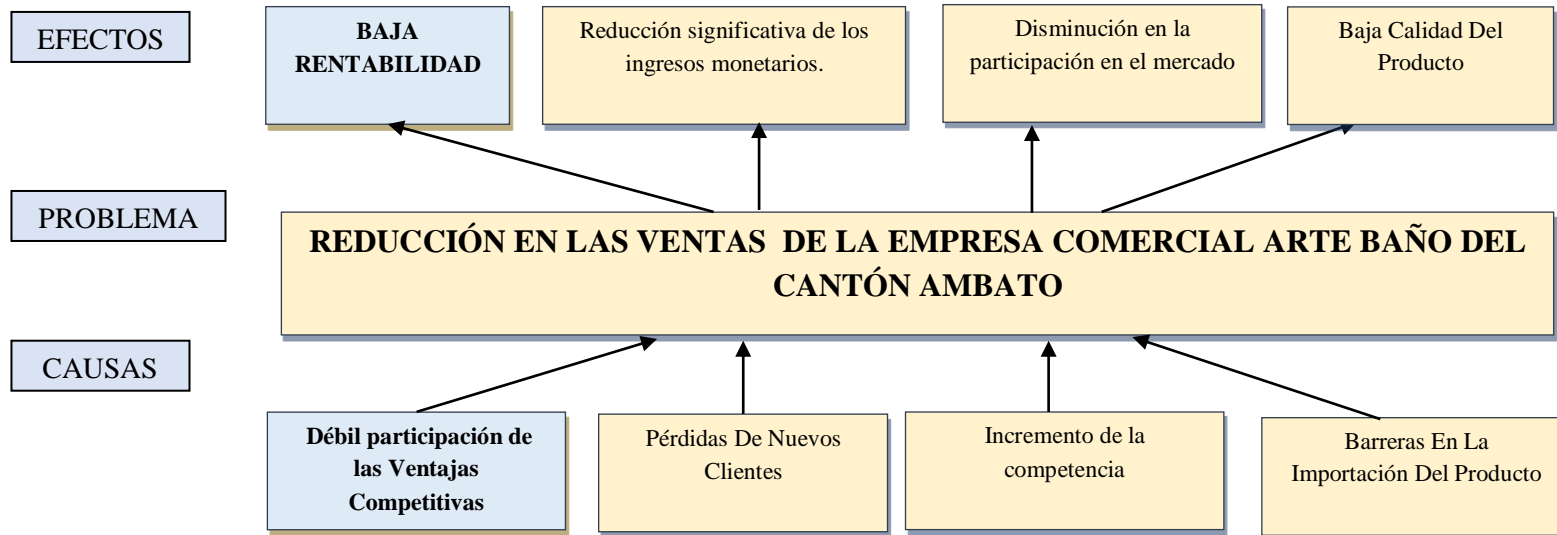 EFECTOS
BAJA
RENTABILIDAD
Reducción significativa de los
ingresos monetarios.
Disminución en la
participación en el mercado
Baja Calidad Del
Producto
PROBLEMA
REDUCCIÓN EN LAS VENTAS DE LA EMPRESA COMERCIAL ARTE BAÑO DEL
CANTÓN AMBATO
CAUSAS
Débil participación de
las Ventajas
Competitivas
Pérdidas De Nuevos
Clientes
Incremento de la
competencia
Barreras En La
Importación Del Producto